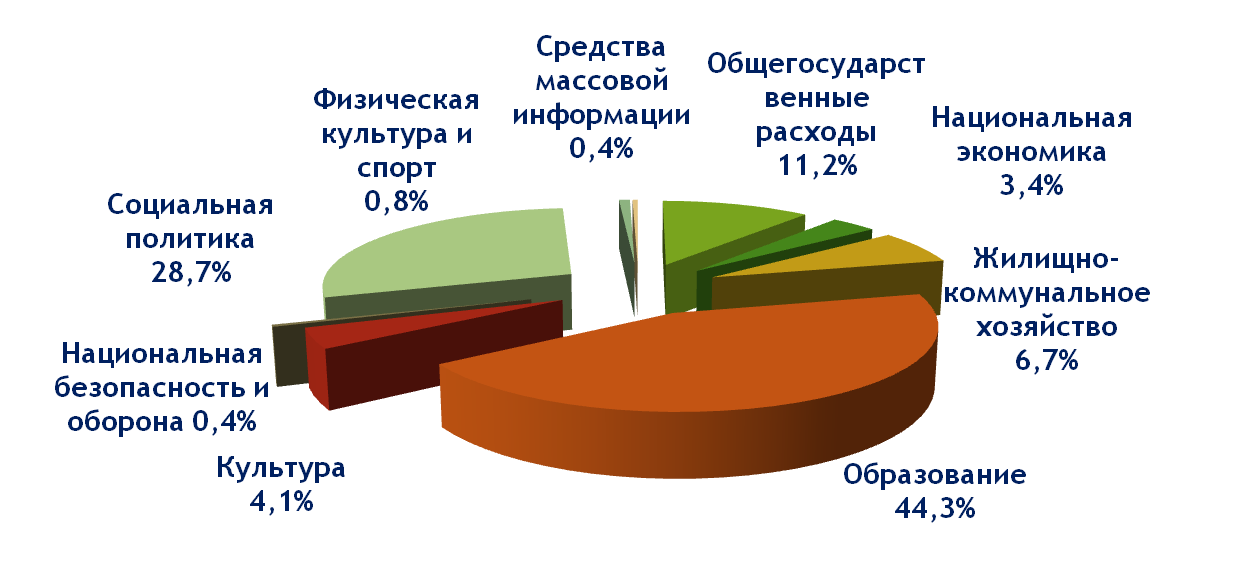 Средства
массовой
информации
0,4%
Общегосударст
венные
расходы
11,2%
Национальная
экономика
3,4%
Жилищно-
коммунальное
хозяйство
6,7%
Образование
44,3%
Культура
4,1%
Национальная
безопасность и
оборона 0,4%
Социальная
политика
28,7%
Физическая
культура и
спорт
0,8%